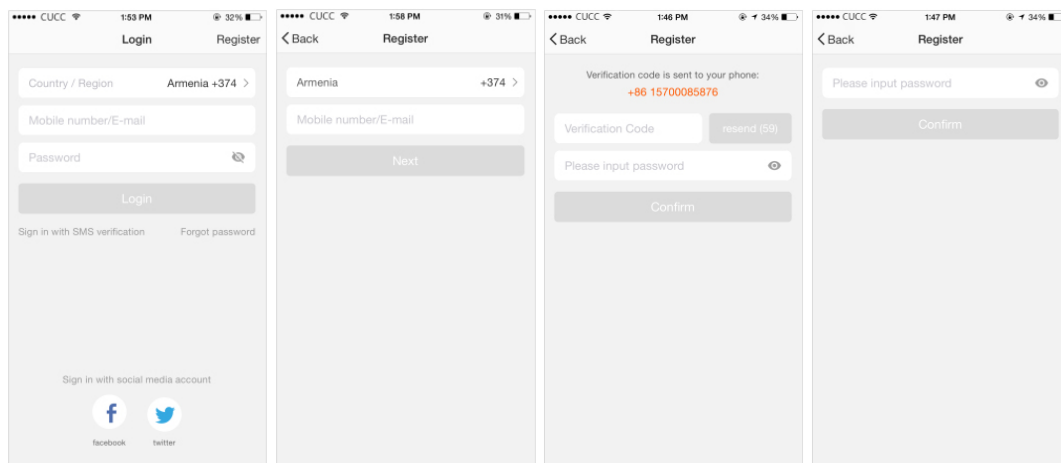 CUCC 1:53 PM 32%
Login Register
Country / Region Armenia +374
Mobile number/E-mail
Password
Login
Sign in with SMS verification Forgot password
Sign in with social media account
facebook twitter
CUCC 1:58 PM 31%
Back Register
Armenia +374
Mobile number/E-mail
Next
CUCC 1:46 PM 34%
Back Register
Verification code is sent to your phone:
+86 15700085876
Verification Code resend (59)
Please input password
Confirm
CUCC 1:47 PM 34%
Back Register
Please input password
Confirm